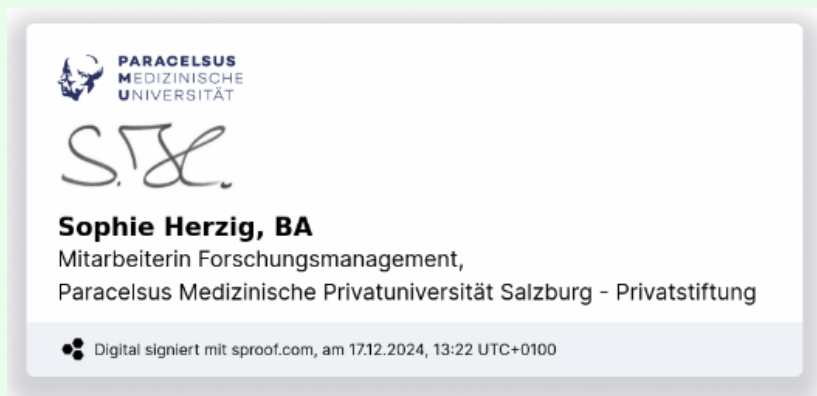 PARACELSUS
MEDIZINISCHE
UNIVERSITÄT
S. H.
Sophie Herzig, BA
Mitarbeiterin Forschungsmanagement,
Paracelsus Medizinische Privatuniversität Salzburg - Privatstiftung
Digital signiert mit sproof.com, am 17.12.2024, 13:22 UTC+0100